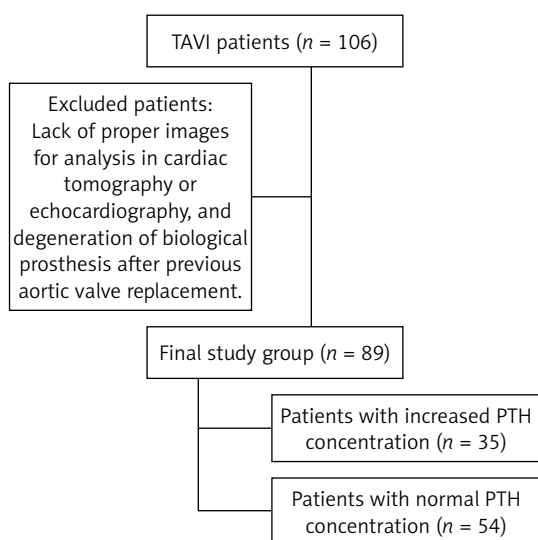 TAVI patients (n = 106)
Excluded patients:
Lack of proper images
for analysis in cardiac
tomography or
echocardiography, and
degeneration of biological
prosthesis after previous
aortic valve replacement.
Final study group (n = 89)
Patients with increased PTH
concentration (n = 35)
Patients with normal PTH
concentration (n = 54)